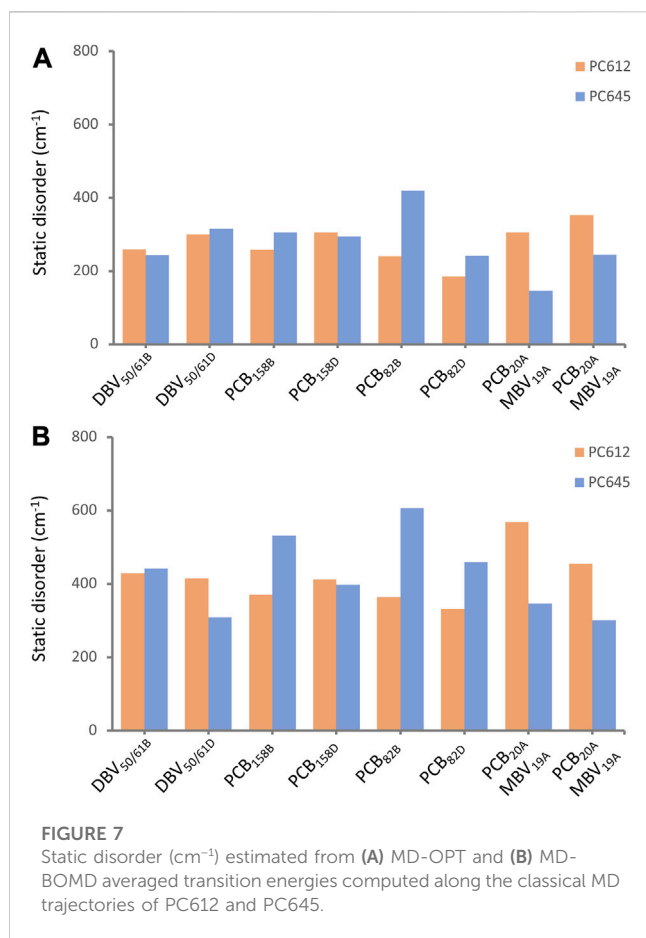 A
800
600
400
200
0
Static disorder (cm⁻¹)
PC612
PC645
DBV50/61B
DBV50/61D
PCB158B
PCB158D
PCB82B
PCB82D
PCB20A
MBV19A
PCB20A
MBV19A
B
800
600
400
200
0
Static disorder (cm⁻¹)
PC612
PC645
DBV50/61B
DBV50/61D
PCB158B
PCB158D
PCB82B
PCB82D
PCB20A
MBV19A
PCB20A
MBV19A
FIGURE 7
Static disorder (cm⁻¹) estimated from (A) MD-OPT and (B) MD-
BOMD averaged transition energies computed along the classical MD
trajectories of PC612 and PC645.